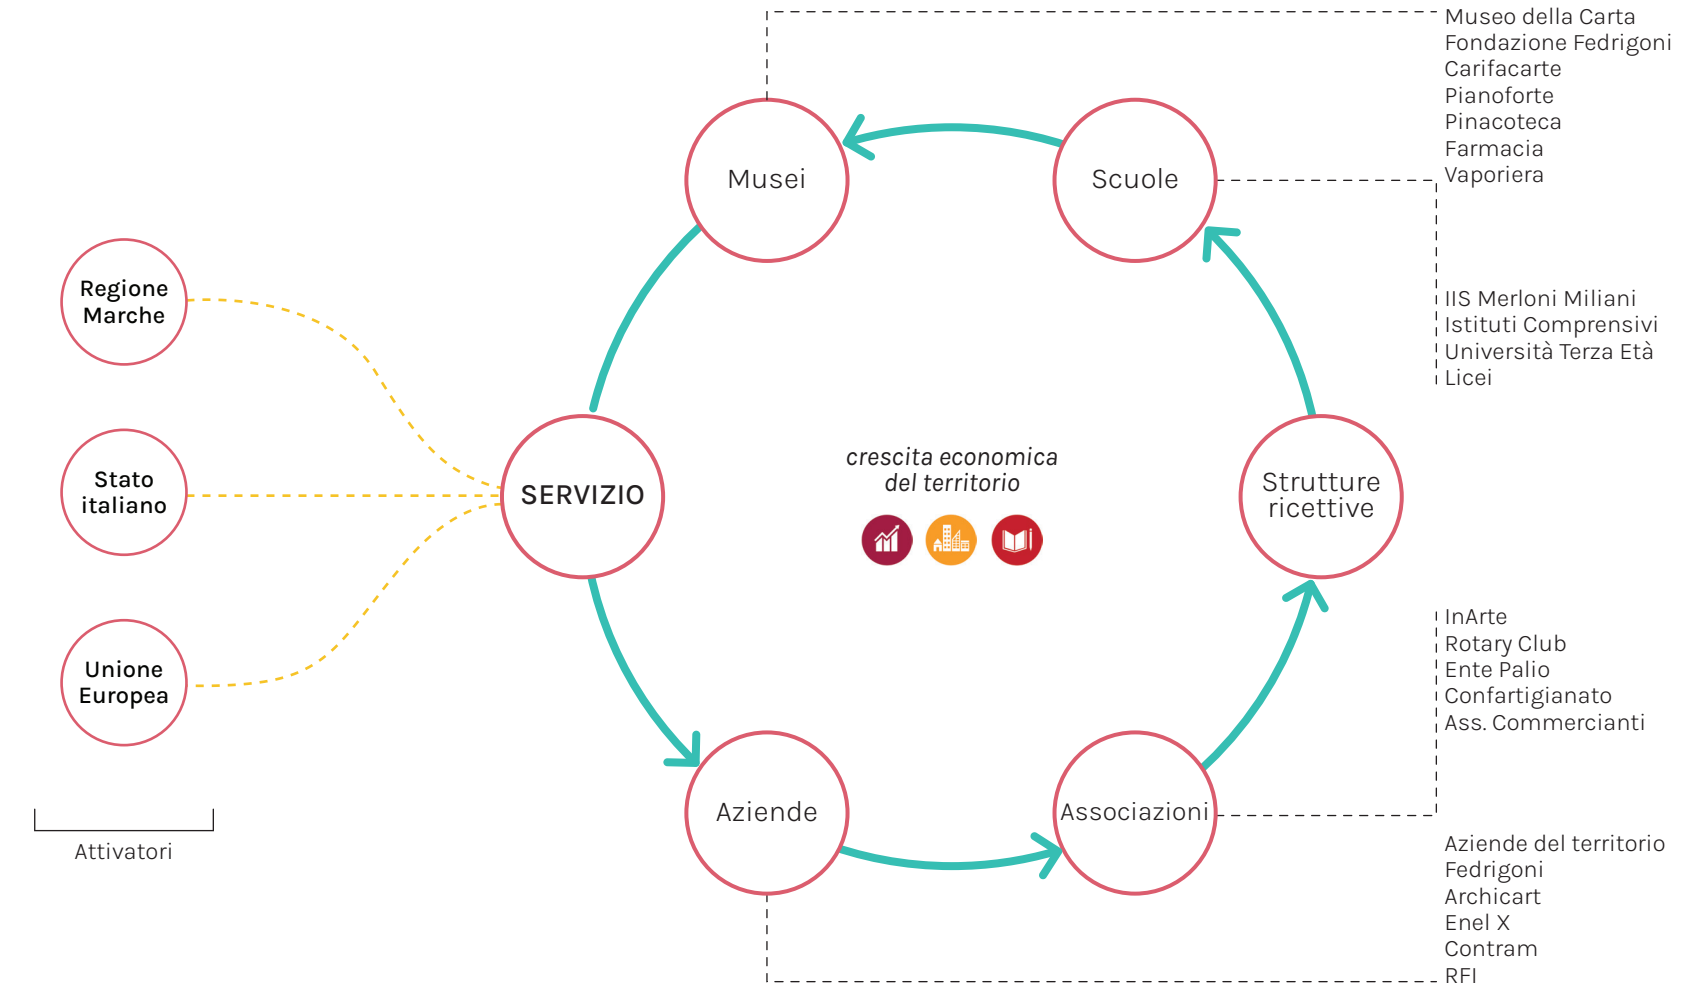 Museo della Carta
Fondazione Fedrigoni
Carifacarte
Pianoforte
Pinacoteca
Farmacia
Vaporiera
Musei
Scuole
Regione
Marche
IIS Merloni Miliani
Istituti Comprensivi
Università Terza Età
Licei
Stato
italiano
SERVIZIO
crescita economica
del territorio
Strutture
ricettive
Unione
Europea
InArte
Rotary Club
Ente Palio
Confartigianato
Ass. Commercianti
Aziende
Associazioni
Attivatori
Aziende del territorio
Fedrigoni
Archicart
Enel X
Contram
RFI